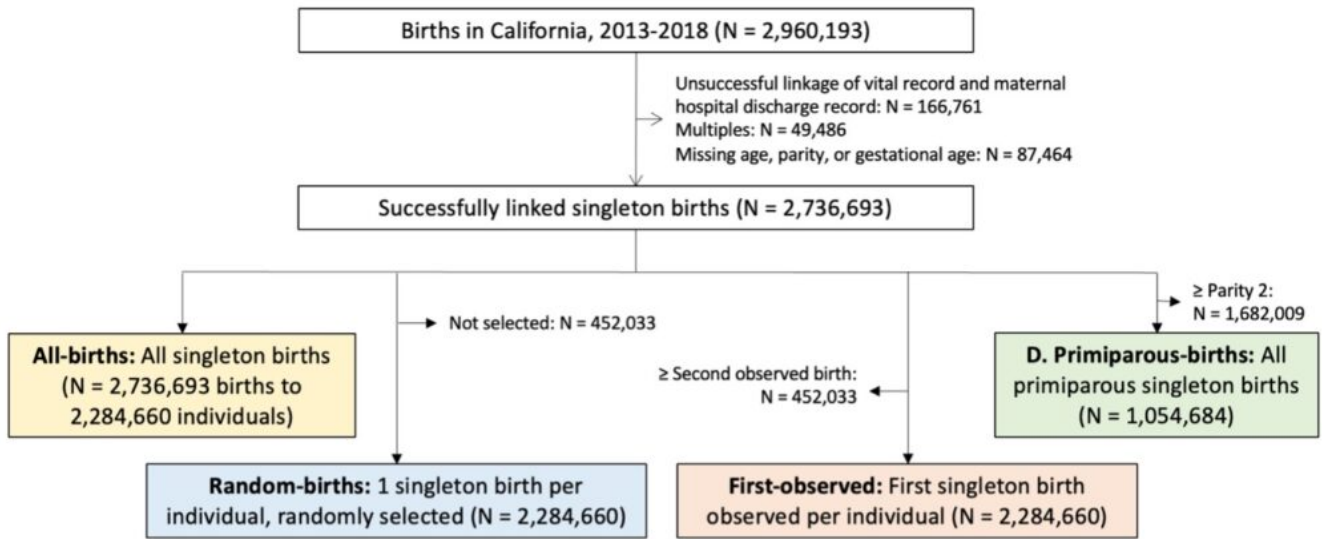 Births in California, 2013-2018 (N = 2,960,193)
Unsuccessful linkage of vital record and maternal
hospital discharge record: N = 166,761
Multiples: N = 49,486
Missing age, parity, or gestational age: N = 87,464
Successfully linked singleton births (N = 2,736,693)
Not selected: N = 452,033
≥ Second observed birth:
N = 452,033
≥ Parity 2:
N = 1,682,009
All-births: All singleton births
(N = 2,736,693 births to
2,284,660 individuals)
Random-births: 1 singleton birth per
individual, randomly selected (N = 2,284,660)
First-observed: First singleton birth
observed per individual (N = 2,284,660)
D. Primiparous-births: All
primiparous singleton births
(N = 1,054,684)